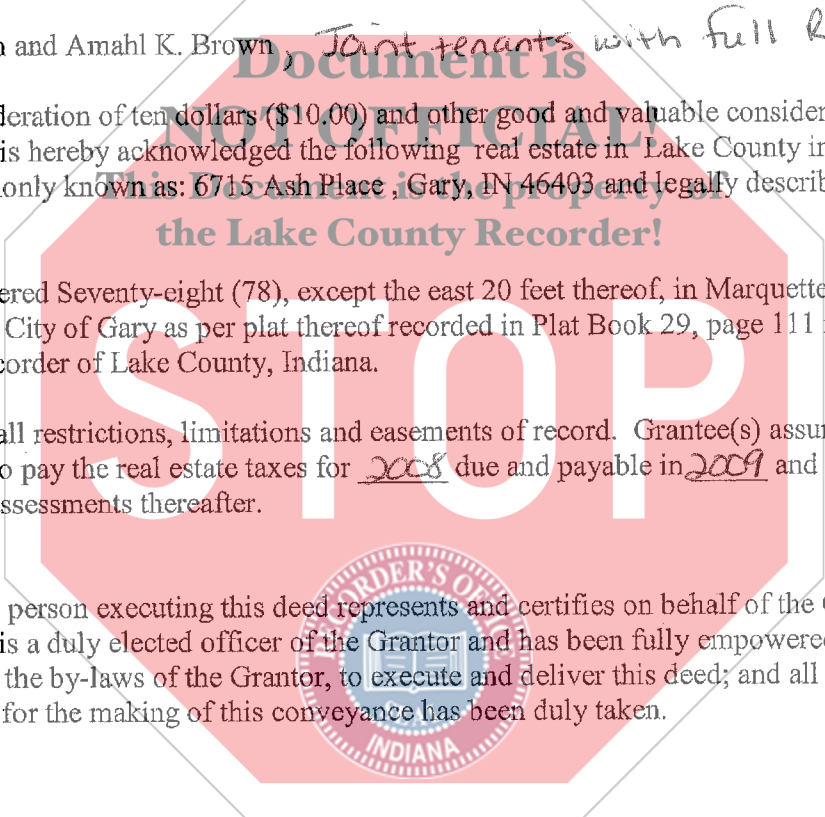 n and Amahl K. Brown, Joint tenants with full R
Document is
leration of ten dollars ($10.00) and other good and valuable consider
NOT OFFICIAL!
is hereby acknowledged the following real estate in Lake County in
only known as: 6715 Ash Place , Gary, IN 46403 and legally describ
This Document is the property of
the Lake County Recorder!
ered Seventy-eight (78), except the east 20 feet thereof, in Marquette
City of Gary as per plat thereof recorded in Plat Book 29, page 111
corder of Lake County, Indiana.
STOP
all restrictions, limitations and easements of record. Grantee(s) assu
o pay the real estate taxes for 2008 due and payable in 2009 and
ssessments thereafter.
RECORDER'S OFFIC
person executing this deed represents and certifies on behalf of the
is a duly elected officer of the Grantor and has been fully empowere
the by-laws of the Grantor, to execute and deliver this deed; and all
for the making of this conveyance has been duly taken.
SEAL
INDIANA